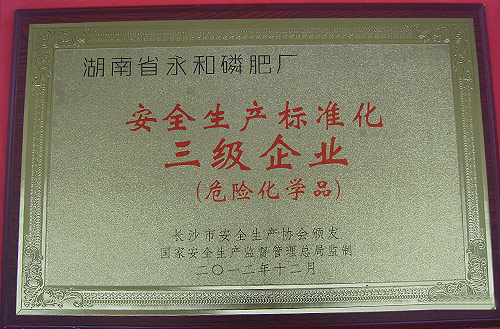 湖南省永和磷肥厂
安全生产标准化
三级企业
(危险化学品)
长沙市安全生产协会颁发
国家安全生产监督管理总局监制
二〇一二年十二月